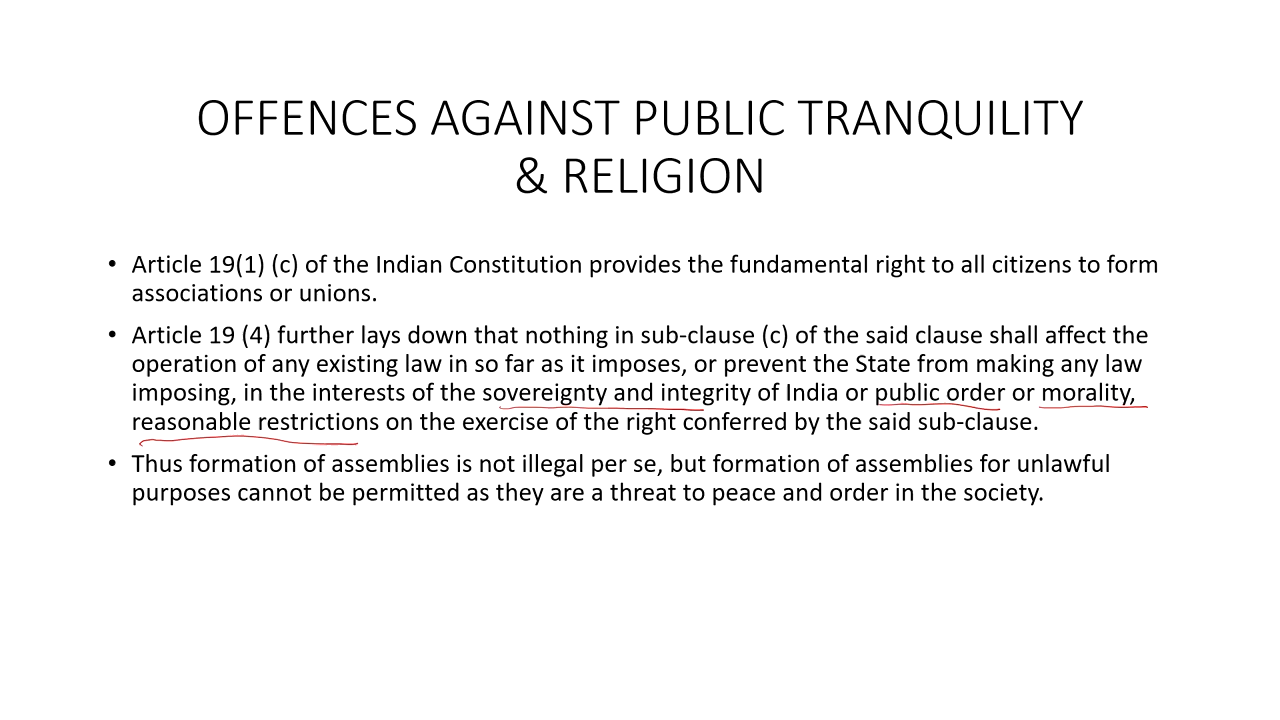 OFFENCES AGAINST PUBLIC TRANQUILITY
& RELIGION
• Article 19(1) (c) of the Indian Constitution provides the fundamental right to all citizens to form
associations or unions.
• Article 19 (4) further lays down that nothing in sub-clause (c) of the said clause shall affect the
operation of any existing law in so far as it imposes, or prevent the State from making any law
imposing, in the interests of the sovereignty and integrity of India or public order or morality,
reasonable restrictions on the exercise of the right conferred by the said sub-clause.
• Thus formation of assemblies is not illegal per se, but formation of assemblies for unlawful
purposes cannot be permitted as they are a threat to peace and order in the society.